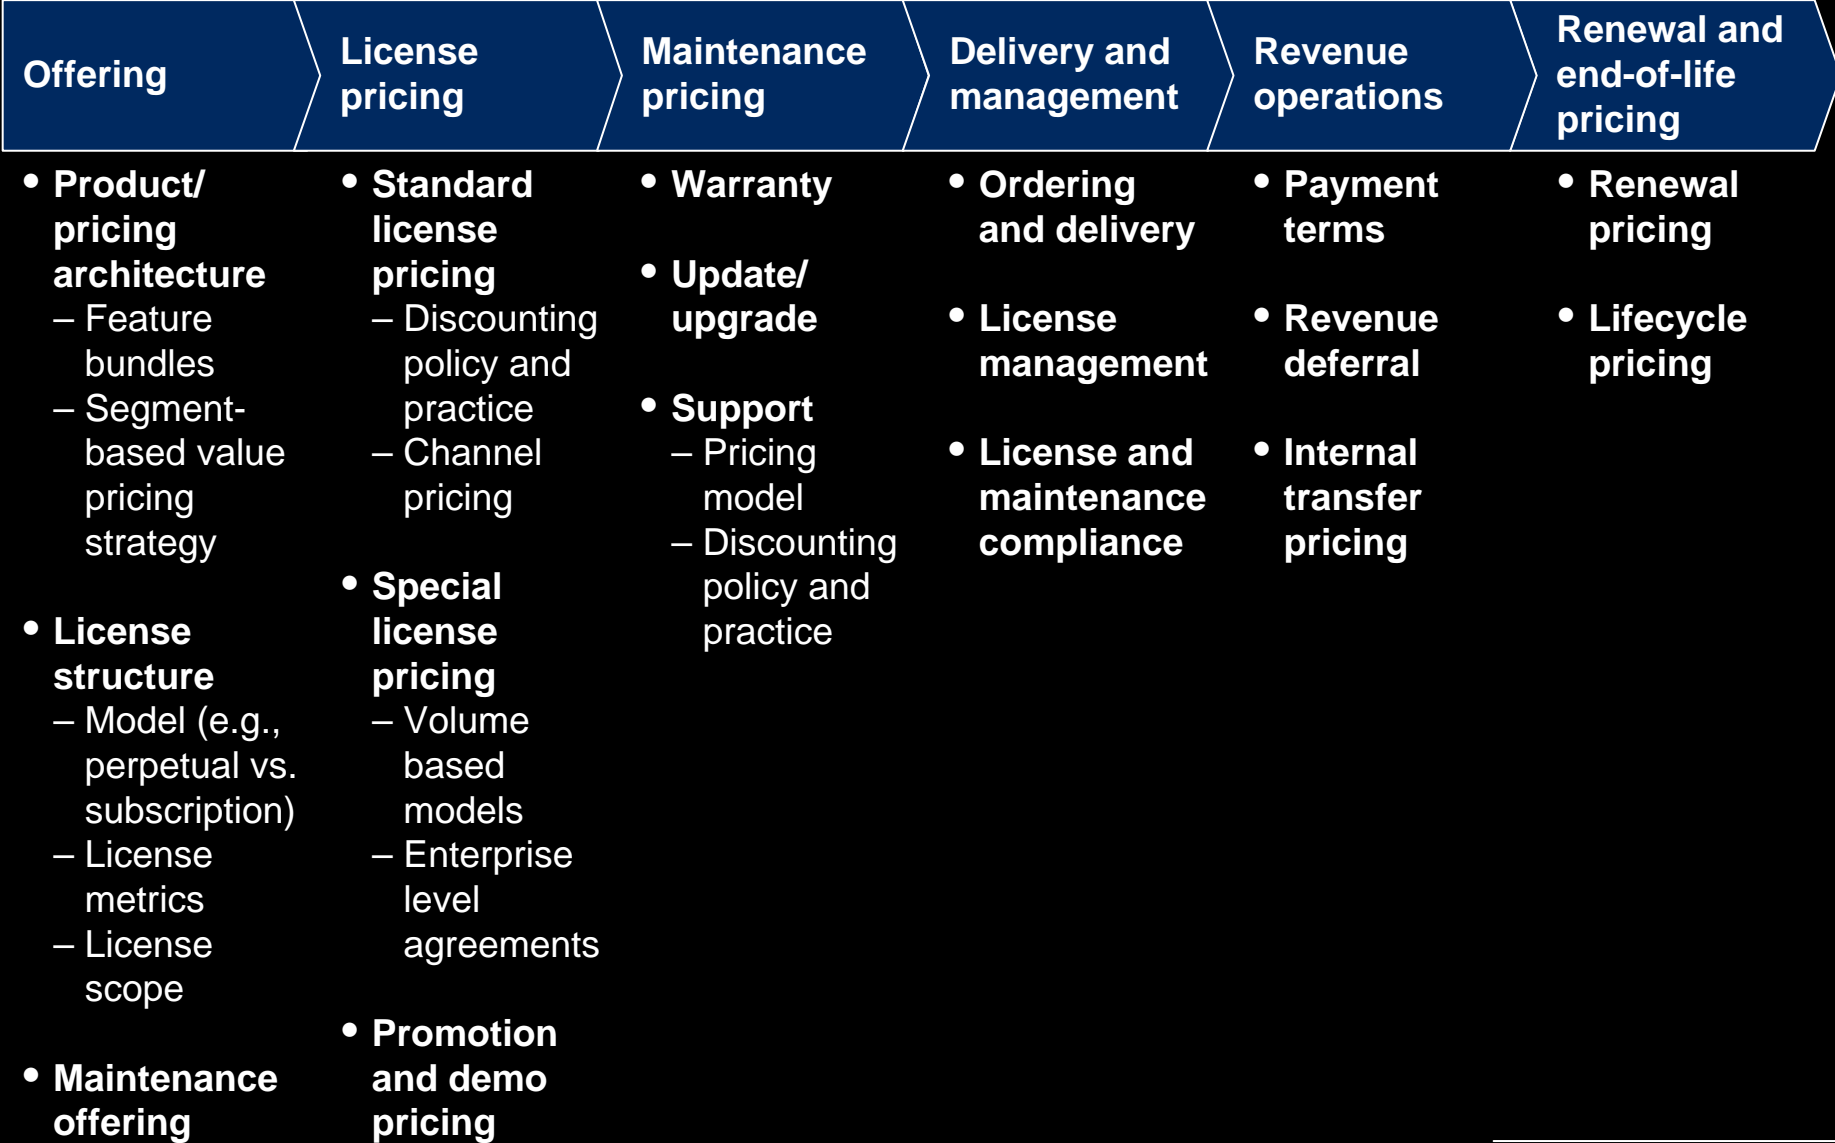 Offering
License
pricing
Maintenance
pricing
Delivery and
management
Revenue
operations
Renewal and
end-of-life
pricing
• Product/
pricing
architecture
– Feature
bundles
– Segment-
based value
pricing
strategy
• License
structure
– Model (e.g.,
perpetual vs.
subscription)
– License
metrics
– License
scope
• Maintenance
offering
• Standard
license
pricing
– Discounting
policy and
practice
– Channel
pricing
• Special
license
pricing
– Volume
based
models
– Enterprise
level
agreements
• Promotion
and demo
pricing
• Warranty
• Update/
upgrade
• Support
– Pricing
model
– Discounting
policy and
practice
• Ordering
and delivery
• License
management
• License and
maintenance
compliance
• Payment
terms
• Revenue
deferral
• Internal
transfer
pricing
• Renewal
pricing
• Lifecycle
pricing